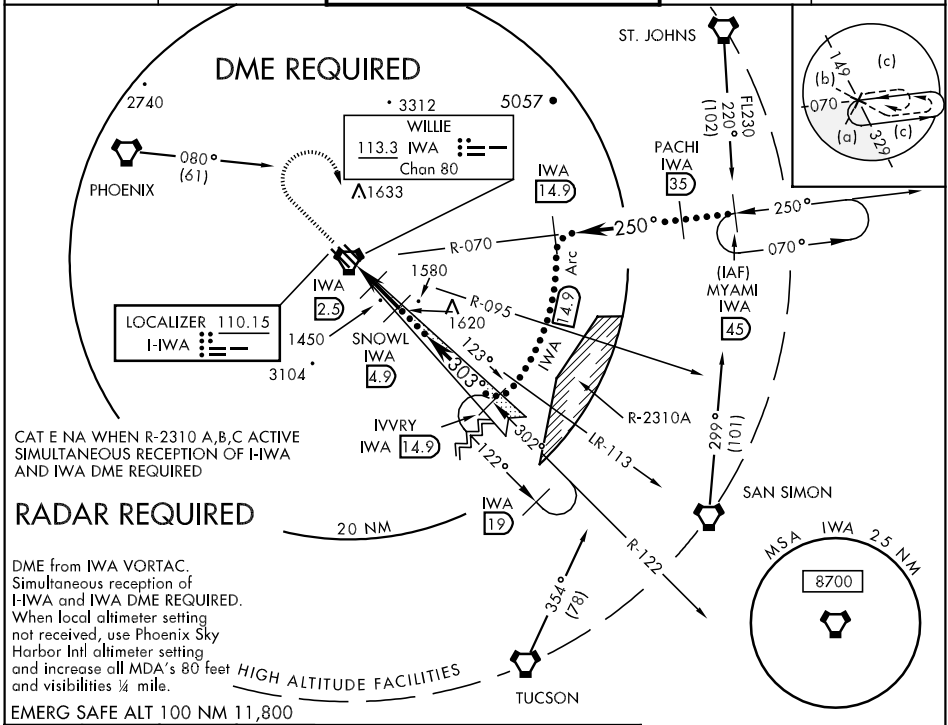 ST. JOHNS
DME REQUIRED
2740
3312
5057
FL230
220°
(102)
149
(b)
(c)
070
(a)
(c)
329
WILLIE
113.3 IWA
Chan 80
080°
(61)
PHOENIX
1633
IWA
14.9
PACHI
IWA
35
250°
250°
070°
R-070
Arc
14.9
IWA
(IAF)
MYAMI
IWA
45
IWA
2.5
1580
R-095
1620
LOCALIZER 110.15
I-IWA
1450
SNOWL
IWA
4.9
3104
123°
303°
R-2310A
299°
(101)
CAT E NA WHEN R-2310 A,B,C ACTIVE
SIMULTANEOUS RECEPTION OF I-IWA
AND IWA DME REQUIRED
IVVRY
IWA 14.9
302°
LR-113
122°
RADAR REQUIRED
IWA
19
SAN SIMON
20 NM
R-122
MSA IWA 25 NM
8700
DME from IWA VORTAC.
Simultaneous reception of
I-IWA and IWA DME REQUIRED.
When local altimeter setting
not received, use Phoenix Sky
Harbor Intl altimeter setting
and increase all MDA's 80 feet
and visibilities ¼ mile.
354°
(78)
HIGH ALTITUDE FACILITIES
TUCSON
EMERG SAFE ALT 100 NM 11,800